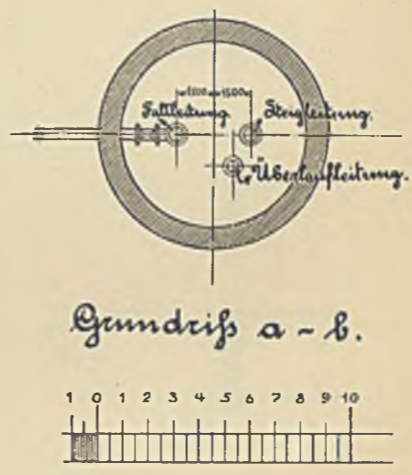 1500 1500
Fallleitung. Steigleitung.
Überlaufleitung.
Grundriß a - b.
1 0 1 2 3 4 5 6 7 8 9 10